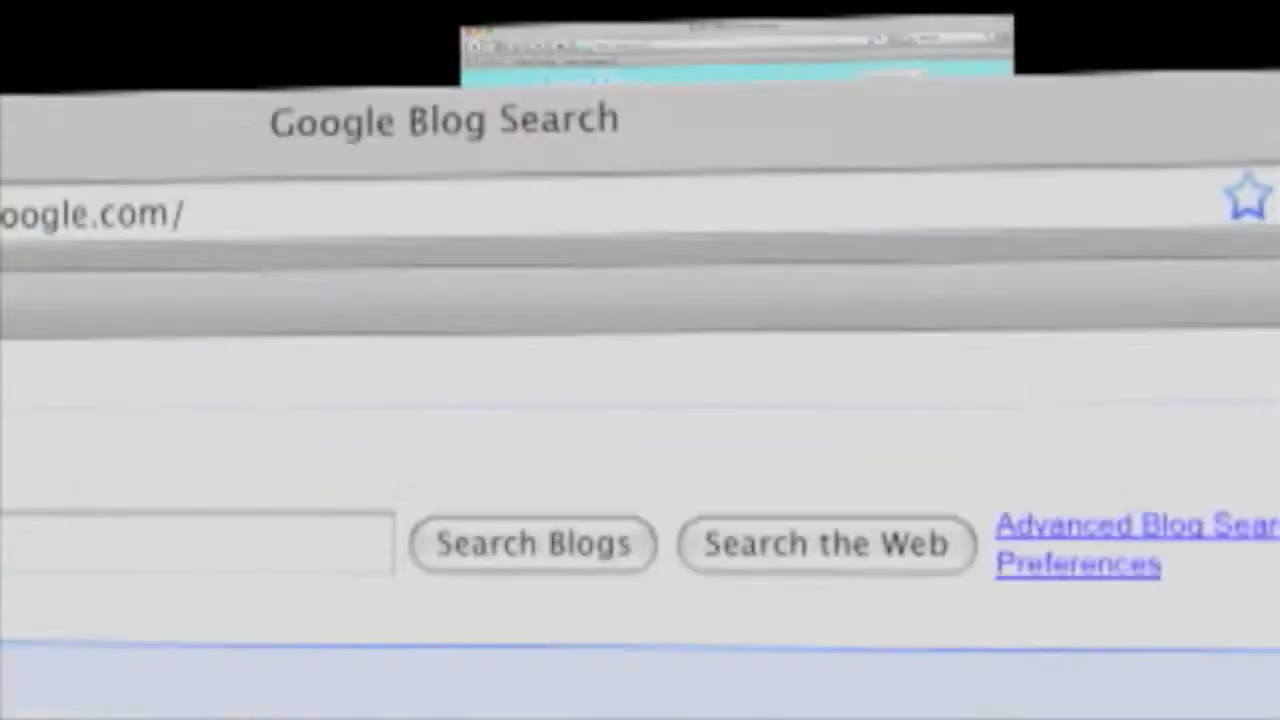 Google Blog Search
oogle.com/
Search Blogs
Search the Web
Advanced Blog Sear
Preferences